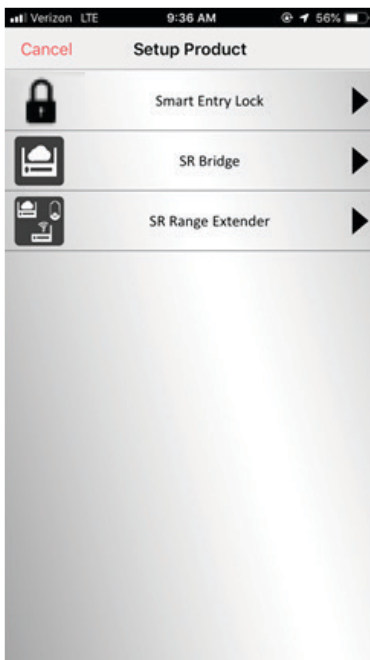 Verizon LTE 9:36 AM 56%
Cancel Setup Product
Smart Entry Lock
SR Bridge
SR Range Extender